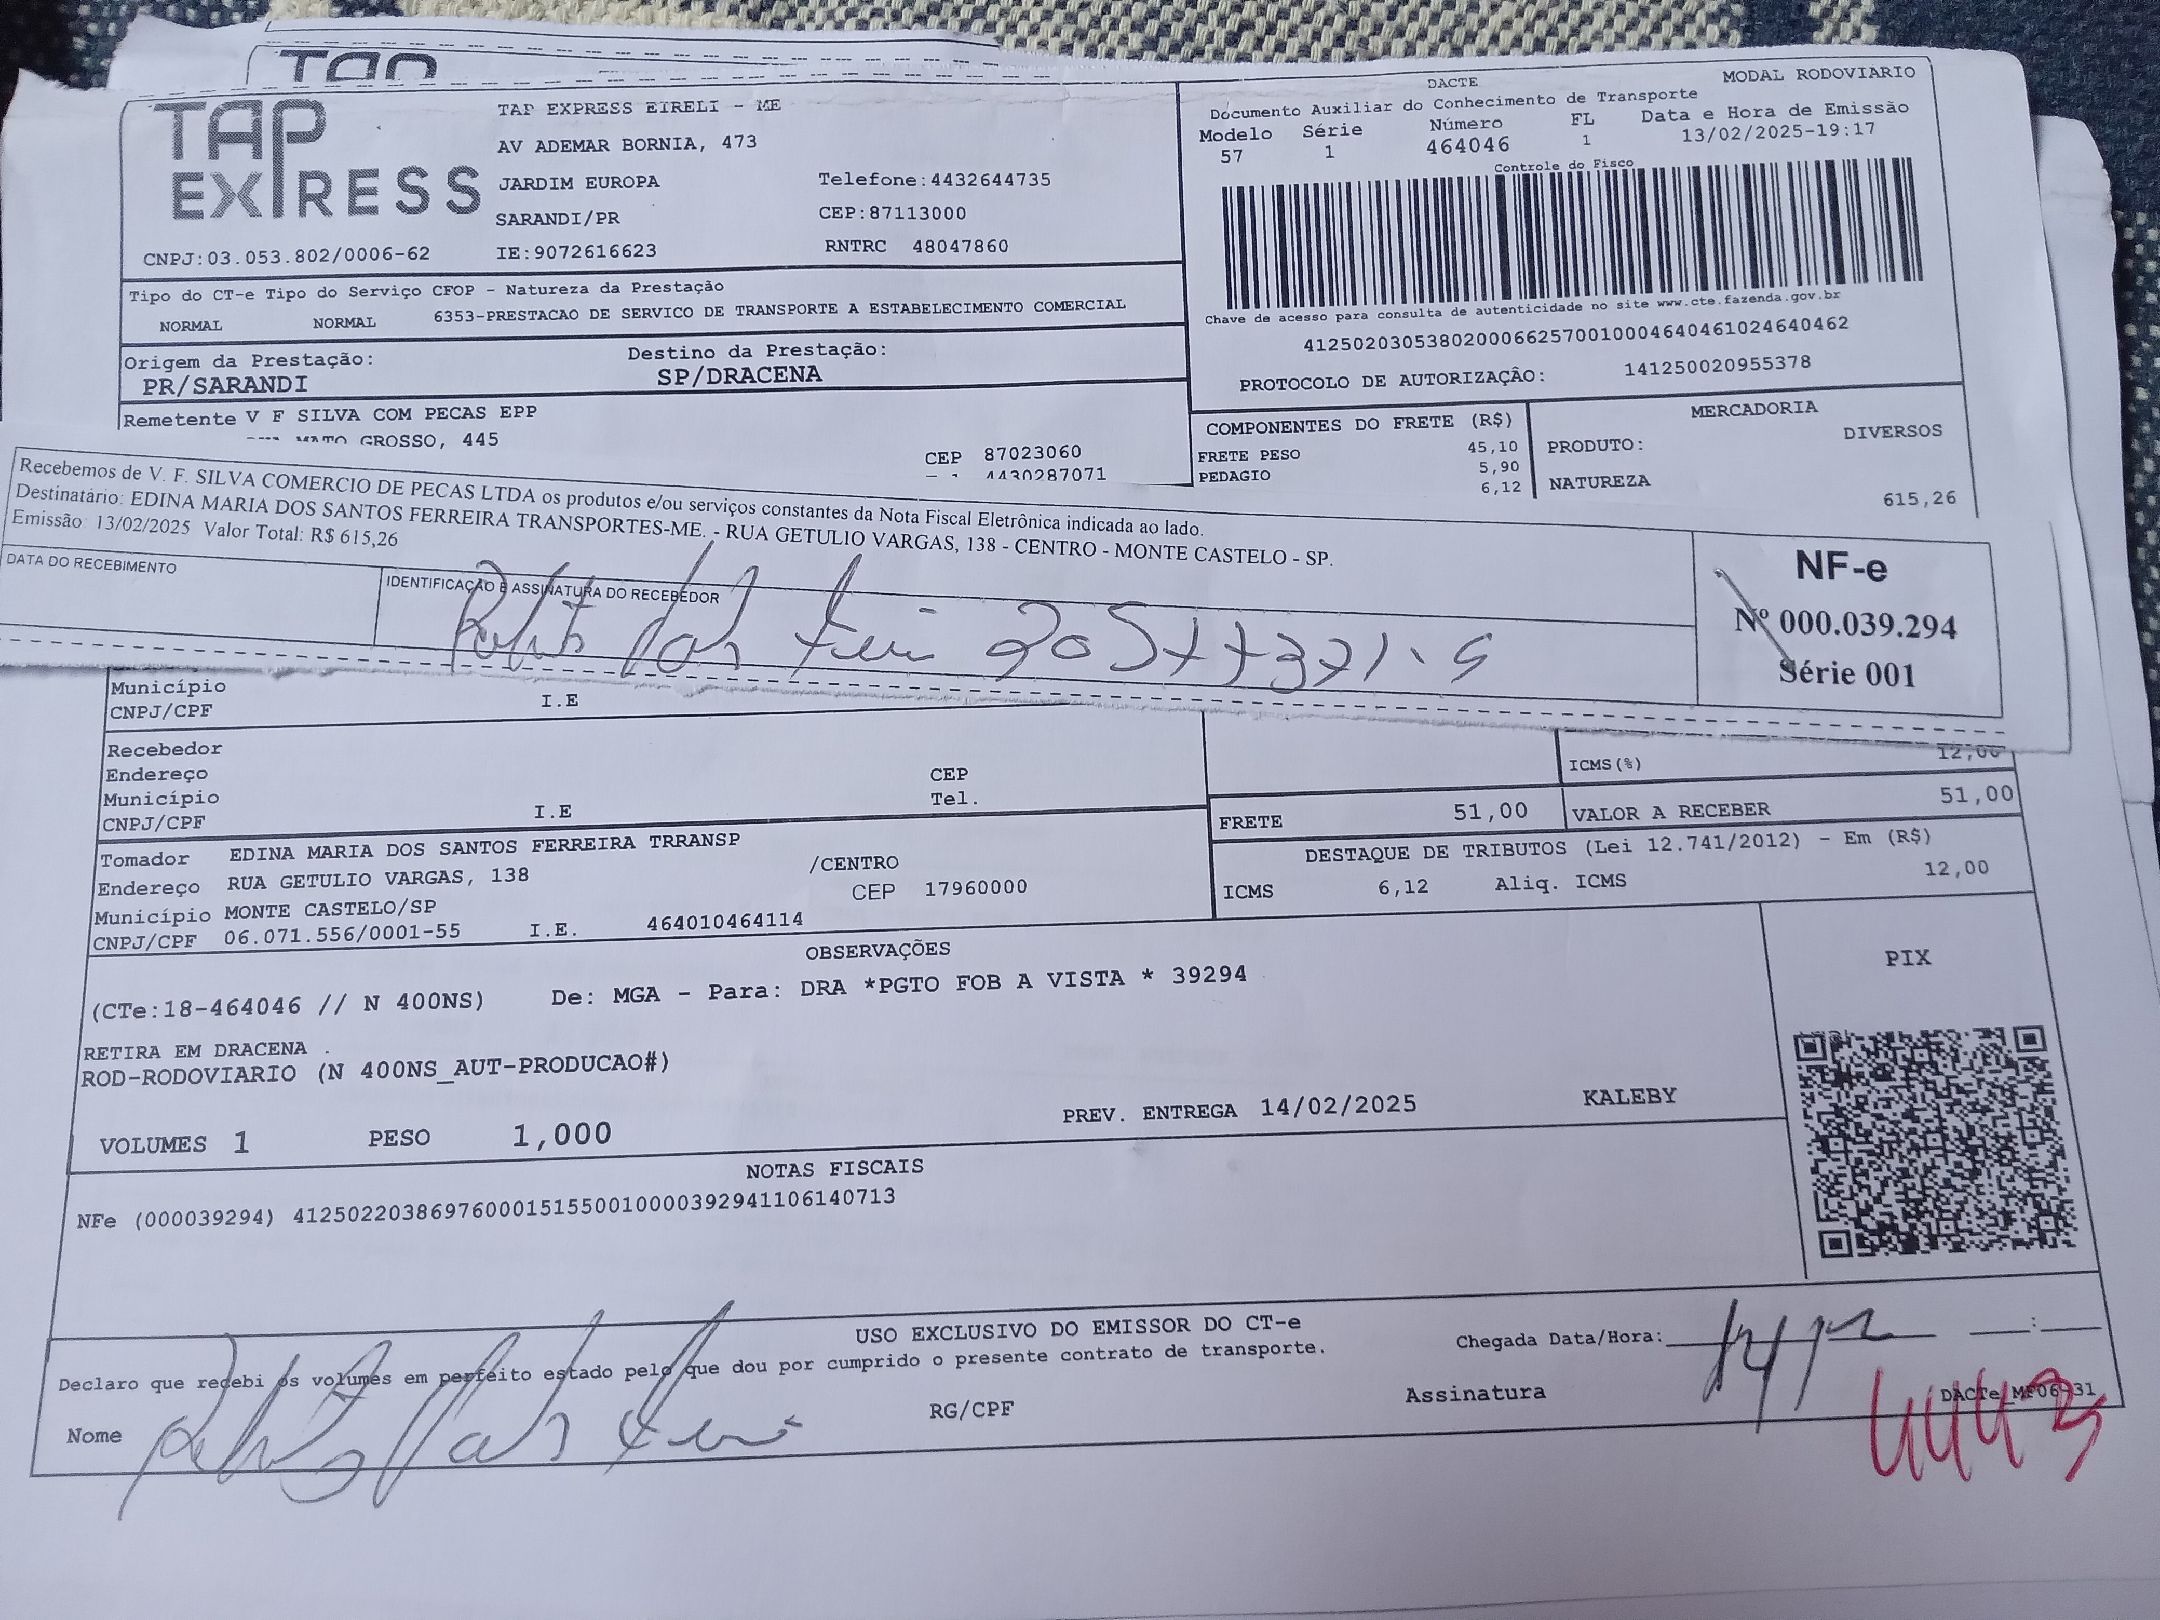 TAP
TAP EXPRESS
TAP EXPRESS EIRELI - ME
AV ADEMAR BORNIA, 473
JARDIM EUROPA Telefone:4432644735
SARANDI/PR CEP:87113000
CNPJ:03.053.802/0006-62 IE:9072616623 RNTRC 48047860
DACTE MODAL RODOVIARIO
Documento Auxiliar do Conhecimento de Transporte
Modelo Série Número FL Data e Hora de Emissão
57 1 464046 1 13/02/2025-19:17
Controle do Fisco
Chave de acesso para consulta de autenticidade no site www.cte.fazenda.gov.br
41250203053802000662570010004640461024640462
PROTOCOLO DE AUTORIZAÇÃO: 141250020955378
Tipo do CT-e Tipo do Serviço CFOP - Natureza da Prestação
NORMAL NORMAL 6353-PRESTACAO DE SERVICO DE TRANSPORTE A ESTABELECIMENTO COMERCIAL
Origem da Prestação: Destino da Prestação:
PR/SARANDI SP/DRACENA
Remetente V F SILVA COM PECAS EPP
MATO GROSSO, 445
CEP 87023060
4430287071
COMPONENTES DO FRETE (R$)
FRETE PESO 45,10
PEDAGIO 5,90
6,12
MERCADORIA
PRODUTO: DIVERSOS
NATUREZA
615,26
Recebemos de V. F. SILVA COMERCIO DE PECAS LTDA os produtos e/ou serviços constantes da Nota Fiscal Eletrônica indicada ao lado.
Destinatário: EDINA MARIA DOS SANTOS FERREIRA TRANSPORTES-ME. - RUA GETULIO VARGAS, 138 - CENTRO - MONTE CASTELO - SP.
Emissão: 13/02/2025 Valor Total: R$ 615,26
DATA DO RECEBIMENTO
IDENTIFICAÇÃO E ASSINATURA DO RECEBEDOR
NF-e
Nº 000.039.294
Série 001
Município
CNPJ/CPF I.E
Recebedor
Endereço CEP
Município Tel.
CNPJ/CPF I.E
ICMS(%) 12,00
FRETE 51,00 VALOR A RECEBER 51,00
DESTAQUE DE TRIBUTOS (Lei 12.741/2012) - Em (R$)
ICMS 6,12 Aliq. ICMS 12,00
Tomador EDINA MARIA DOS SANTOS FERREIRA TRRANSP
Endereço RUA GETULIO VARGAS, 138 /CENTRO
Município MONTE CASTELO/SP CEP 17960000
CNPJ/CPF 06.071.556/0001-55 I.E. 464010464114
OBSERVAÇÕES
(CTe:18-464046 // N 400NS) De: MGA - Para: DRA *PGTO FOB A VISTA * 39294
RETIRA EM DRACENA .
ROD-RODOVIARIO (N 400NS_AUT-PRODUCAO#)
PREV. ENTREGA 14/02/2025 KALEBY
VOLUMES 1 PESO 1,000
PIX
NOTAS FISCAIS
NFe (000039294) 41250220386976000151550010000392941106140713
USO EXCLUSIVO DO EMISSOR DO CT-e
Declaro que recebi os volumes em perfeito estado pelo que dou por cumprido o presente contrato de transporte.
Chegada Data/Hora: :
Nome RG/CPF Assinatura
DACTe_MF06-31